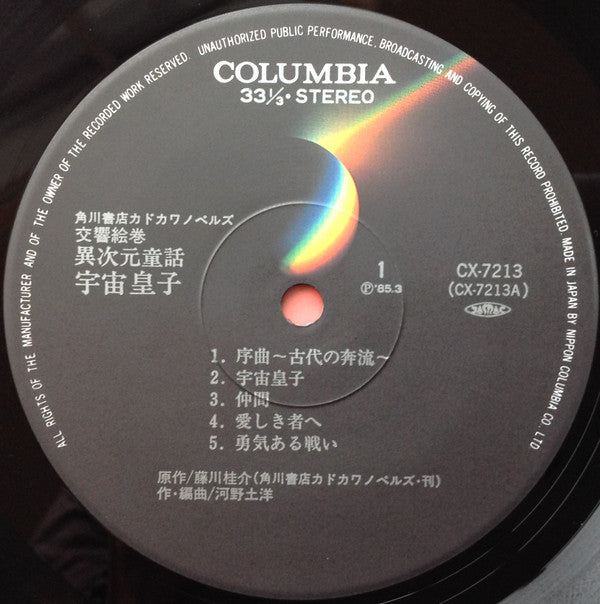 ALL RIGHTS OF THE MANUFACTURER AND OF THE OWNER OF THE RECORDED WORK RESERVED. UNAUTHORIZED PUBLIC PERFORMANCE, BROADCASTING AND COPYING OF THIS RECORD PROHIBITED. MADE IN JAPAN BY NIPPON COLUMBIA CO. LTD
COLUMBIA
33⅓・STEREO
角川書店カドカワノベルズ
交響絵巻
異次元童話
宇宙皇子
1
Ⓟ'85.3
CX-7213
(CX-7213A)
JASRAC
1. 序曲〜古代の奔流〜
2. 宇宙皇子
3. 仲間
4. 愛しき者へ
5. 勇気ある戦い
原作/藤川桂介(角川書店カドカワノベルズ・刊)
作・編曲/河野土洋